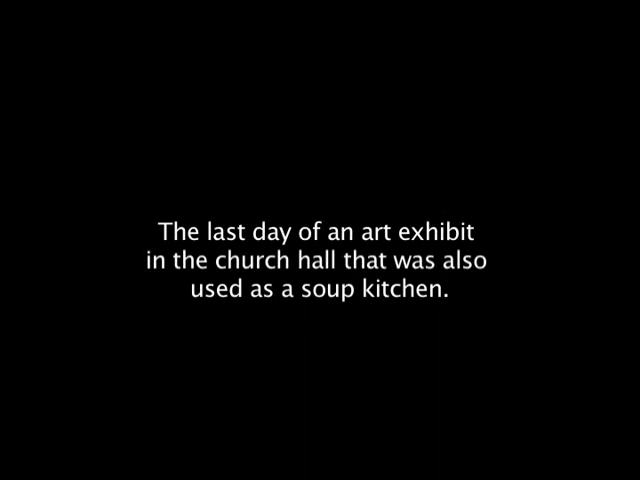 The last day of an art exhibit
in the church hall that was also
used as a soup kitchen.